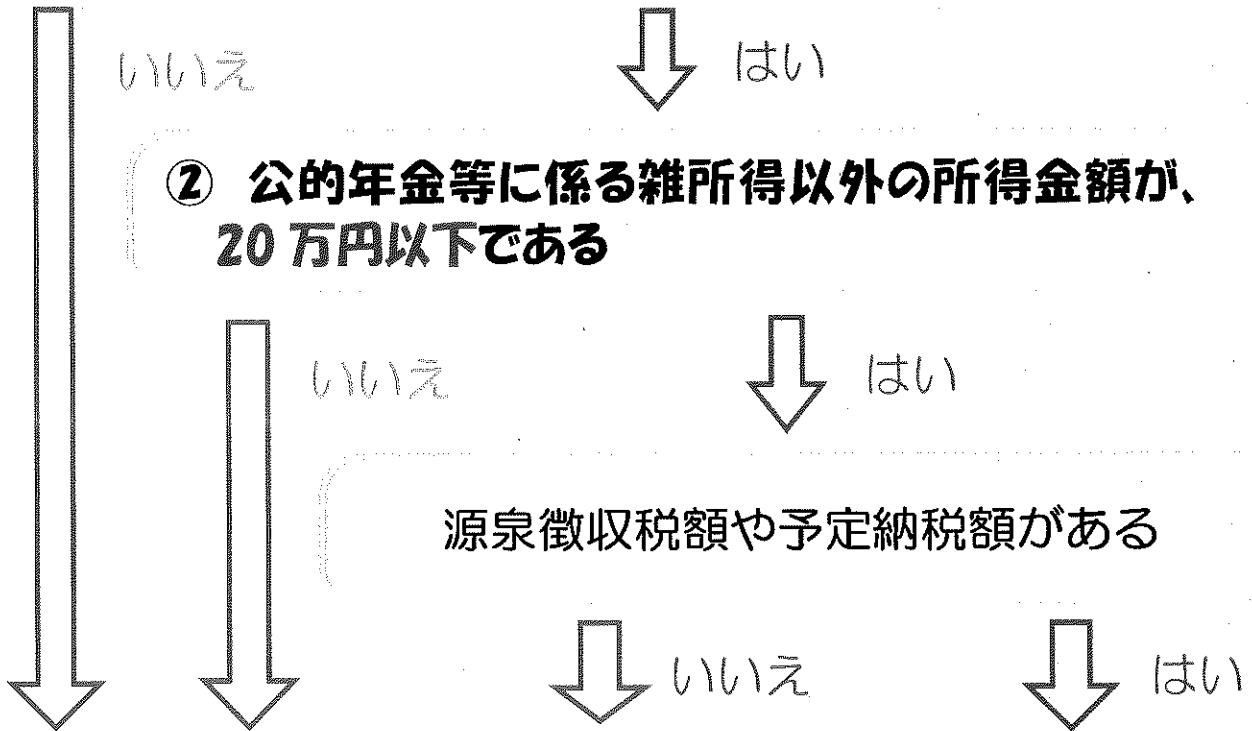 いいえ
はい
② 公的年金等に係る雑所得以外の所得金額が、
20万円以下である
いいえ
はい
源泉徴収税額や予定納税額がある
いいえ
はい